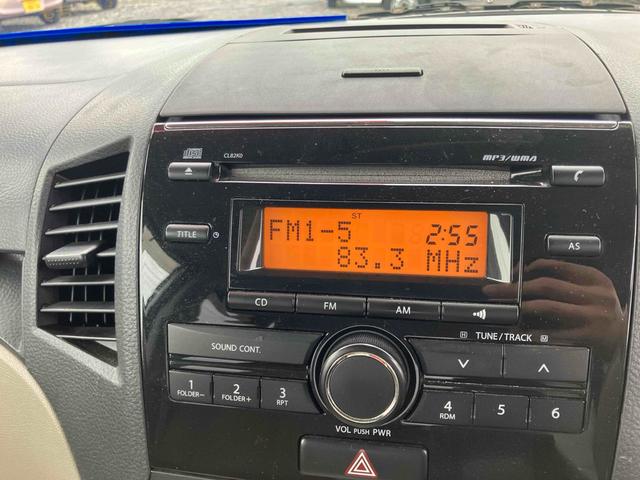 CL82K0
MP3/WMA
TITLE
ST
FM1-5 2:55
83.3 MHz
AS
CD FM AM
SOUND CONT.
TUNE/TRACK
1 FOLDER-
2 FOLDER+
3 RPT
4 RDM
5
6
VOL PUSH PWR